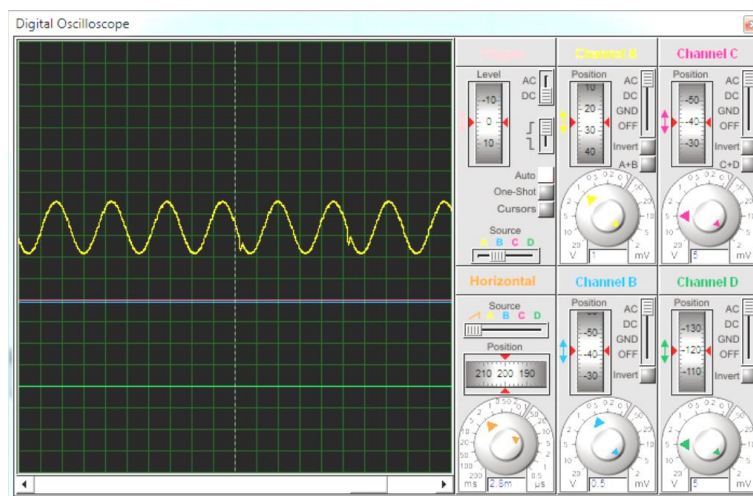 Digital Oscilloscope
Level
AC
DC
-10
0
10
Auto
One-Shot
Cursors
Source
A B C D
Position
10
20
30
40
AC
DC
GND
OFF
Invert
A+B
V
1
mV
Channel C
Position
-50
-40
-30
AC
DC
GND
OFF
Invert
C+D
V
5
mV
Horizontal
Source
A B C D
Position
210 200 190
ms
2.8m
µs
Channel B
Position
-50
-40
-30
AC
DC
GND
OFF
Invert
V
0.5
mV
Channel D
Position
-130
-120
-110
AC
DC
GND
OFF
Invert
V
5
mV